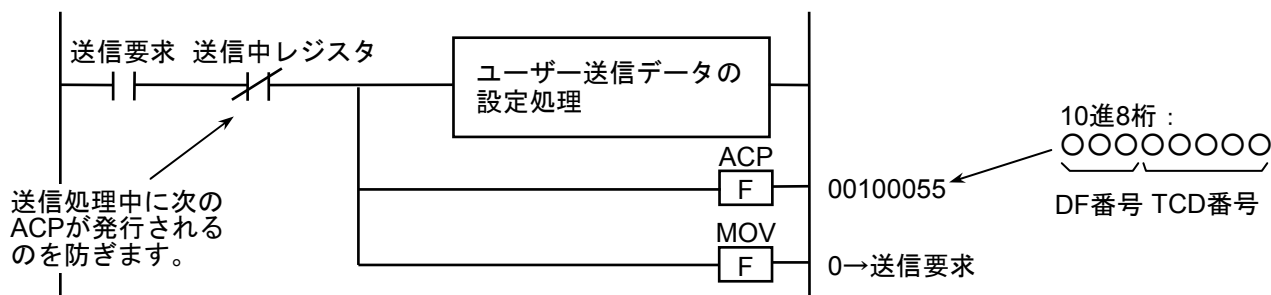 送信要求 送信中レジスタ
ユーザー送信データの
設定処理
10進8桁：
○○○○○○○○
DF番号 TCD番号
ACP
F
00100055
送信処理中に次の
ACPが発行される
のを防ぎます。
MOV
F
0→送信要求